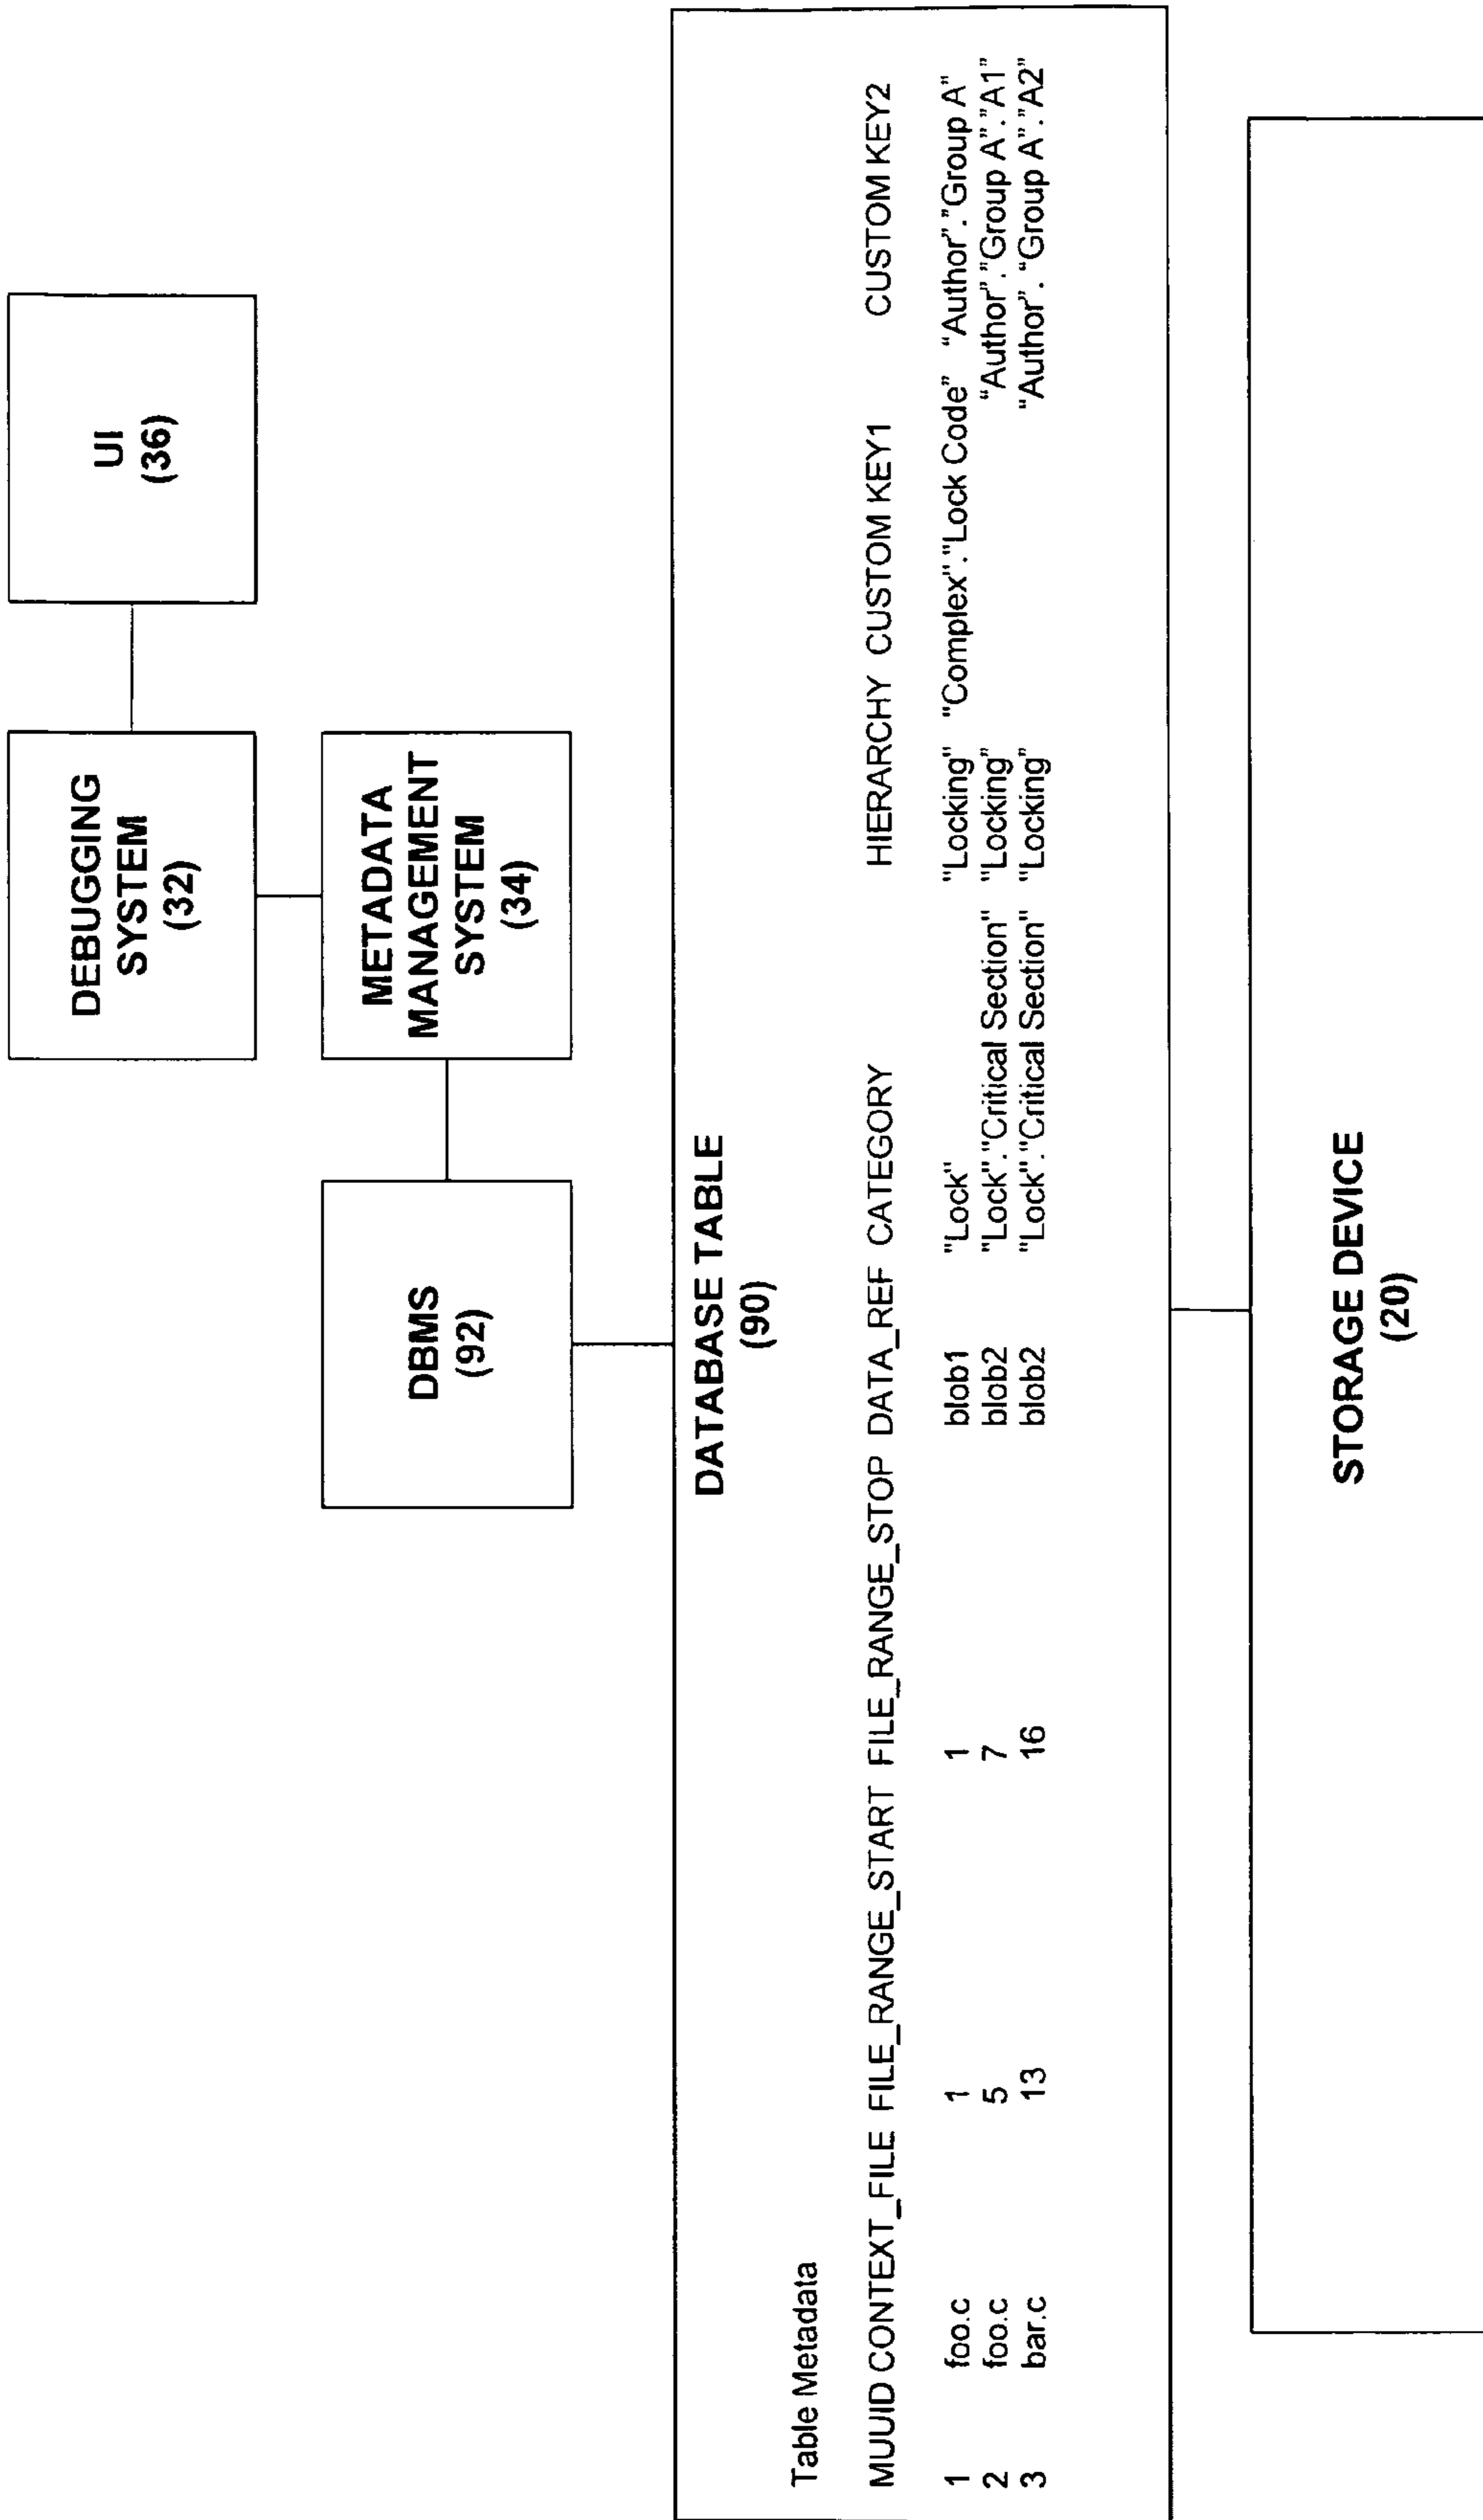 UI
(36)
DEBUGGING
SYSTEM
(32)
METADATA
MANAGEMENT
SYSTEM
(34)
DBMS
(92)
DATABASE TABLE
(90)
Table Metadata
MUUID CONTEXT_FILE FILE_RANGE_START FILE_RANGE_STOP DATA_REF CATEGORY HIERARCHY CUSTOM KEY1 CUSTOM KEY2
1 foo.c 1 1 blob1 "Lock" "Locking" "Complex"."Lock Code" "Author"."Group A"
2 foo.c 5 7 blob2 "Lock"."Critical Section" "Locking" "Author"."Group A"."A1"
3 bar.c 13 16 blob2 "Lock"."Critical Section" "Locking" "Author". "Group A"."A2"
STORAGE DEVICE
(20)